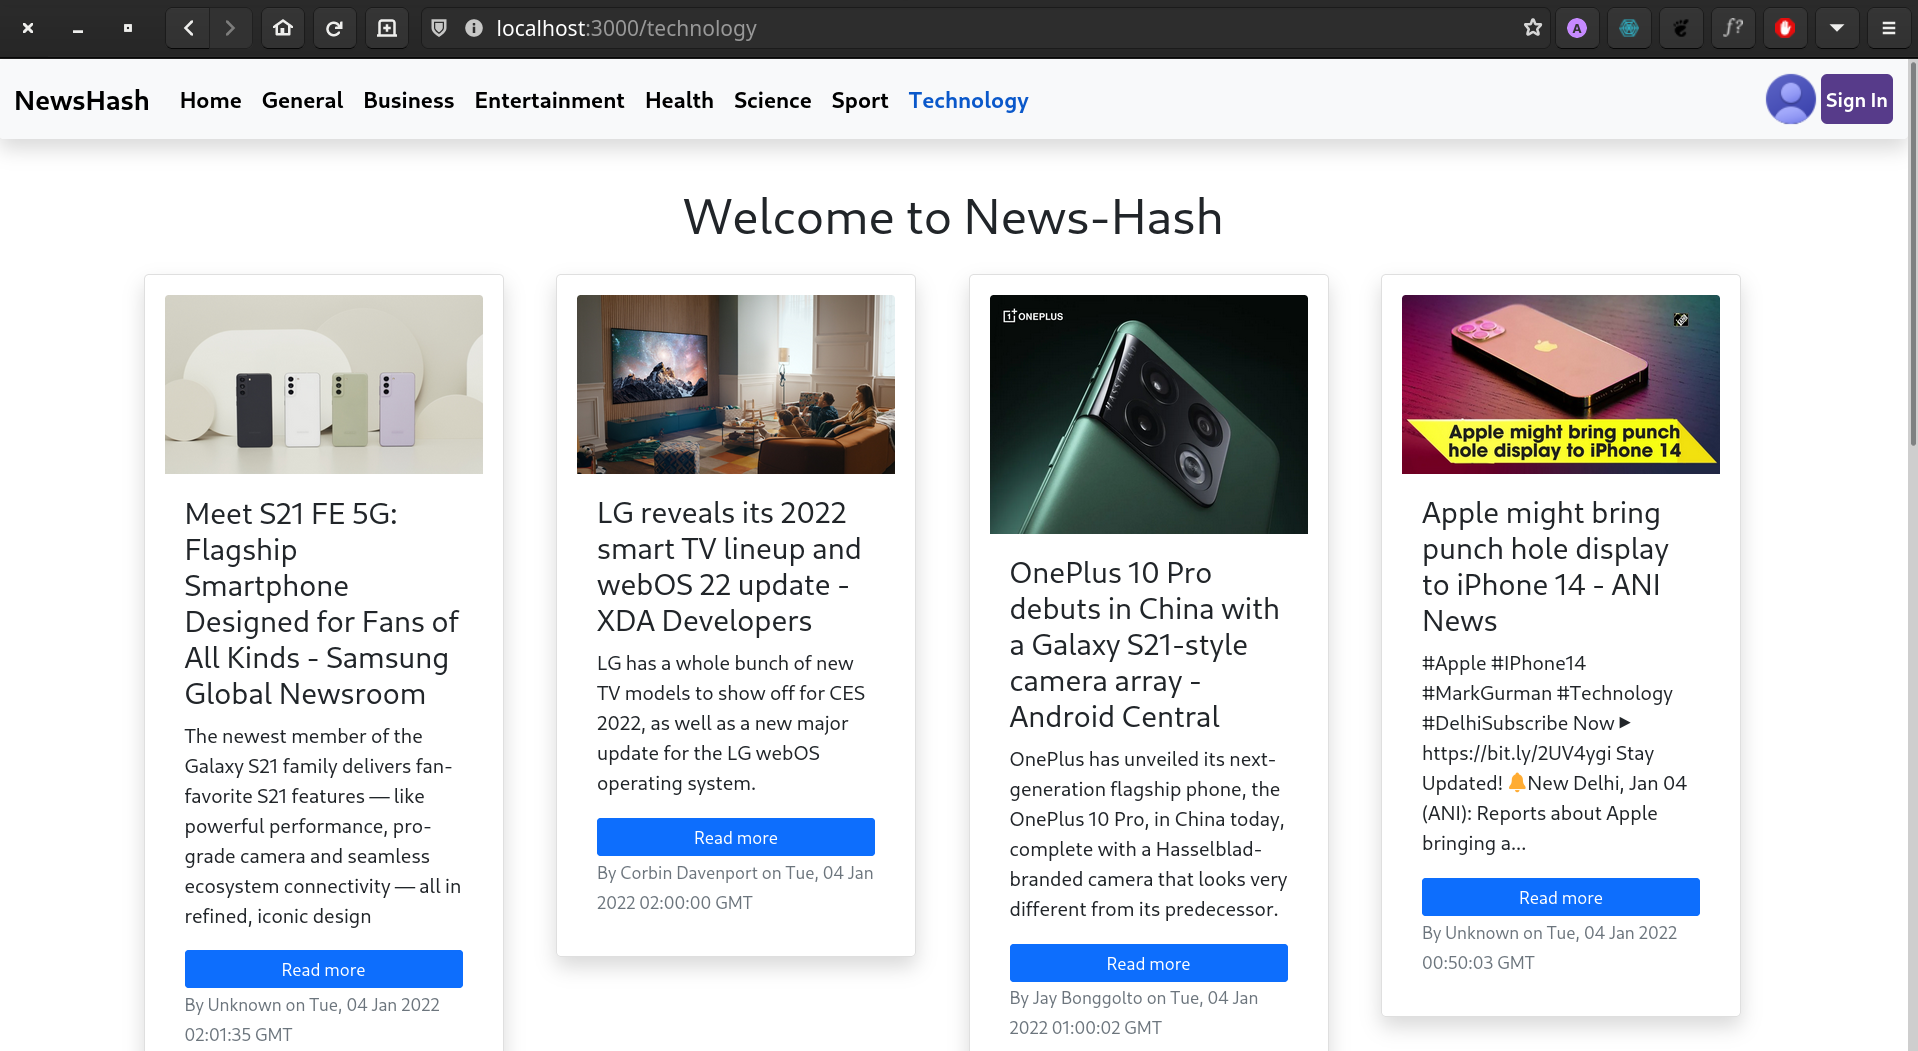 localhost:3000/technology
A
f?
NewsHash Home General Business Entertainment Health Science Sport Technology
Sign In
Welcome to News-Hash
Meet S21 FE 5G:
Flagship
Smartphone
Designed for Fans of
All Kinds - Samsung
Global Newsroom
The newest member of the
Galaxy S21 family delivers fan-
favorite S21 features — like
powerful performance, pro-
grade camera and seamless
ecosystem connectivity — all in
refined, iconic design
Read more
By Unknown on Tue, 04 Jan 2022
02:01:35 GMT
LG reveals its 2022
smart TV lineup and
webOS 22 update -
XDA Developers
LG has a whole bunch of new
TV models to show off for CES
2022, as well as a new major
update for the LG webOS
operating system.
Read more
By Corbin Davenport on Tue, 04 Jan
2022 02:00:00 GMT
ONEPLUS
OnePlus 10 Pro
debuts in China with
a Galaxy S21-style
camera array -
Android Central
OnePlus has unveiled its next-
generation flagship phone, the
OnePlus 10 Pro, in China today,
complete with a Hasselblad-
branded camera that looks very
different from its predecessor.
Read more
By Jay Bonggolto on Tue, 04 Jan
2022 01:00:02 GMT
Apple might bring punch
hole display to iPhone 14
Apple might bring
punch hole display
to iPhone 14 - ANI
News
#Apple #IPhone14
#MarkGurman #Technology
#DelhiSubscribe Now ▶
https://bit.ly/2UV4ygi Stay
Updated! 🔔New Delhi, Jan 04
(ANI): Reports about Apple
bringing a...
Read more
By Unknown on Tue, 04 Jan 2022
00:50:03 GMT